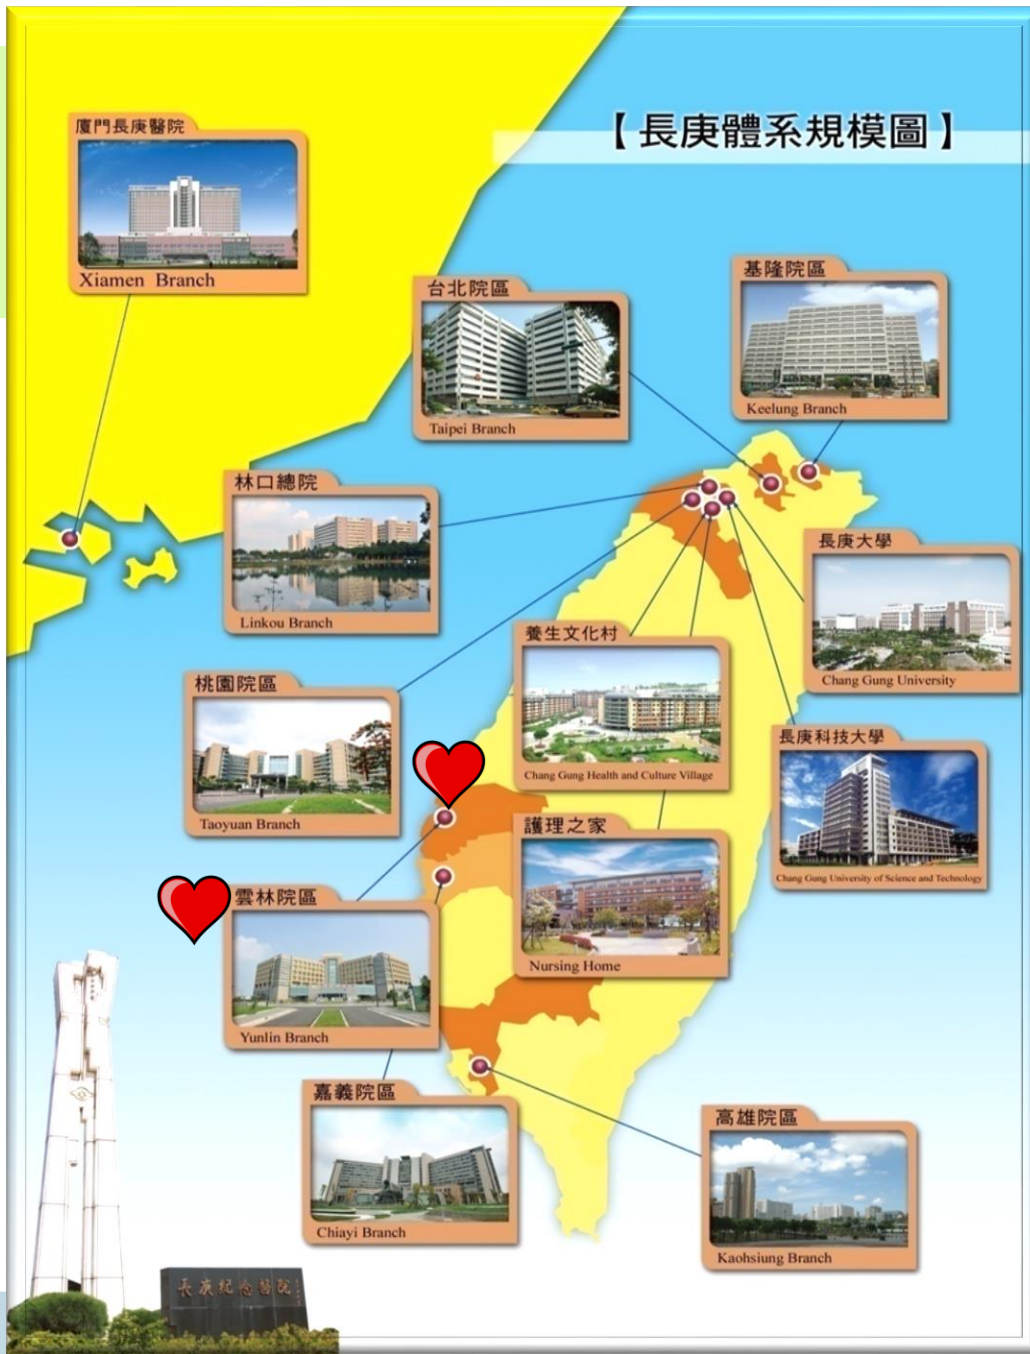 【長庚體系規模圖】
廈門長庚醫院
Xiamen Branch
台北院區
Taipei Branch
基隆院區
Keelung Branch
林口總院
Linkou Branch
長庚大學
Chang Gung University
養生文化村
Chang Gung Health and Culture Village
桃園院區
Taoyuan Branch
長庚科技大學
Chang Gung University of Science and Technology
護理之家
Nursing Home
雲林院區
Yunlin Branch
嘉義院區
Chiayi Branch
高雄院區
Kaohsiung Branch
長庚紀念醫院